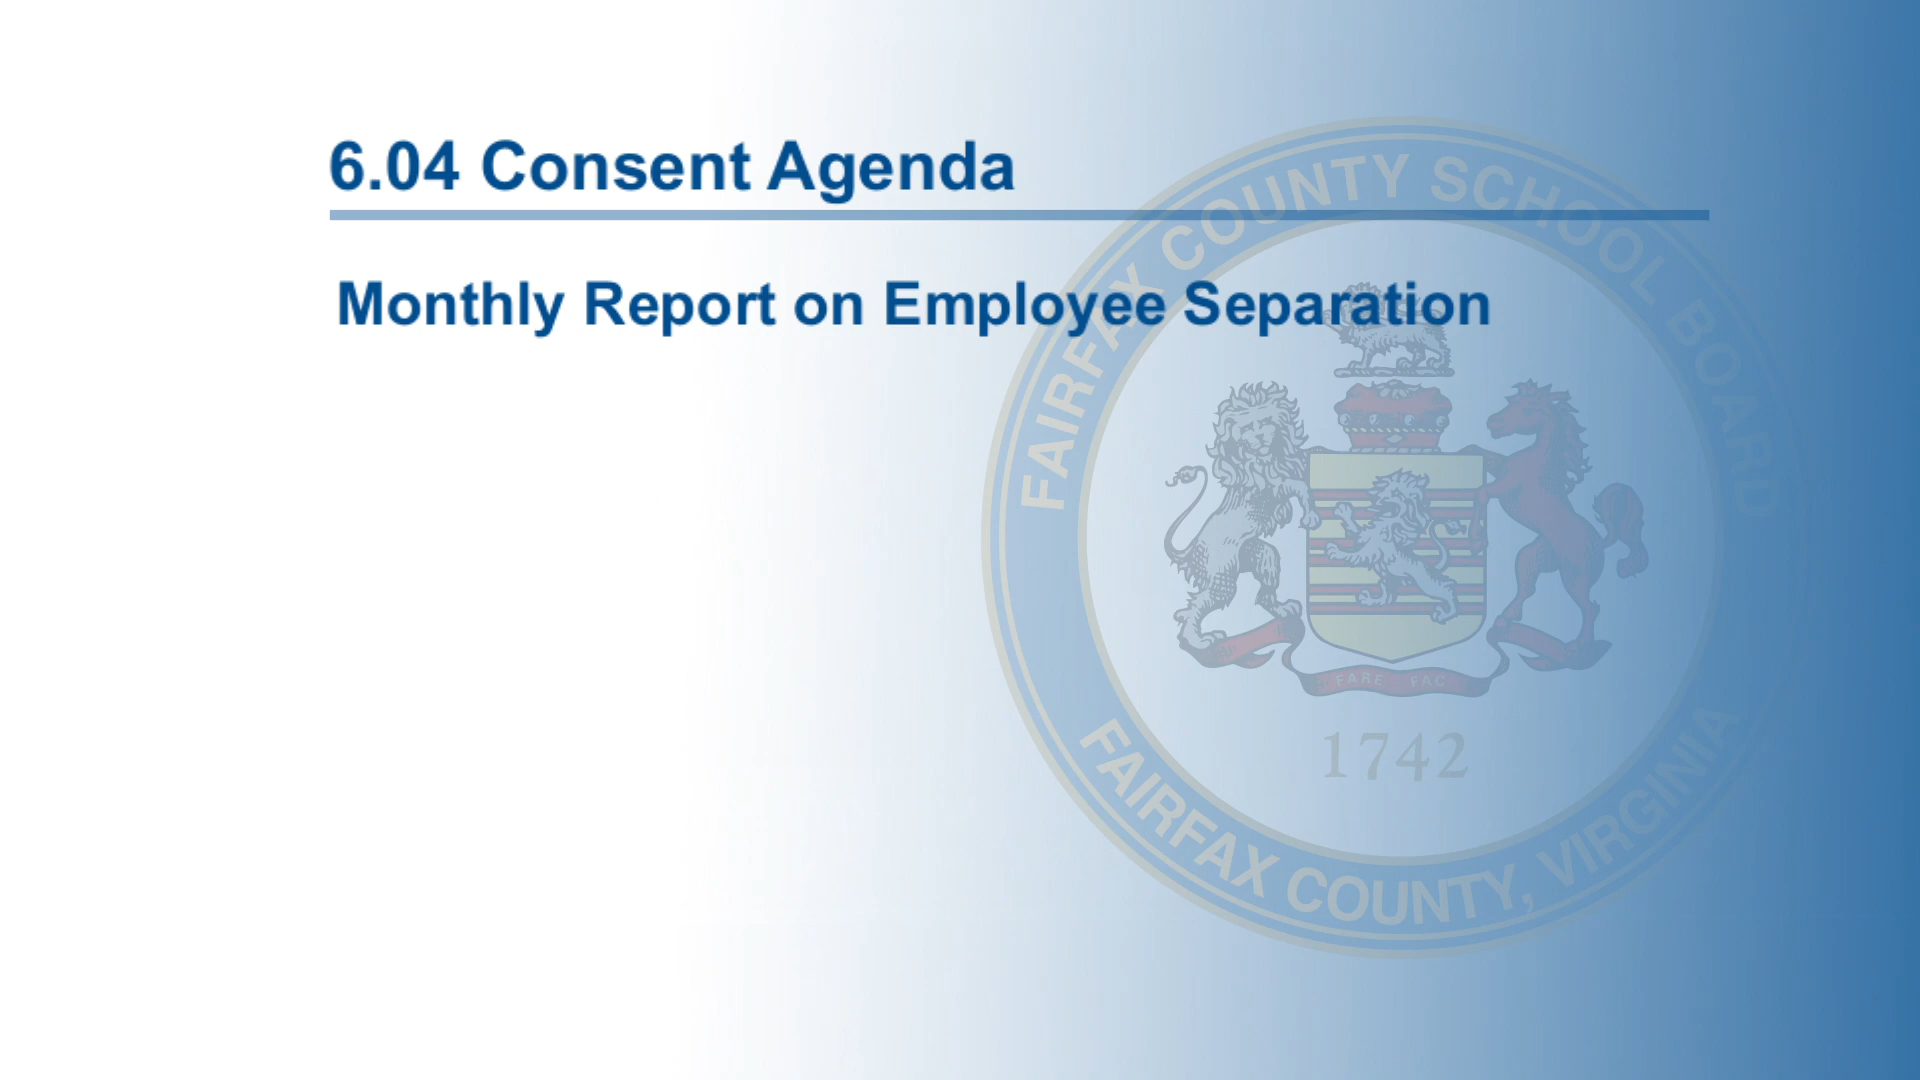 6.04 Consent Agenda
Monthly Report on Employee Separation
FAIRFAX COUNTY SCHOOL BOARD
FARE FAC
1742
FAIRFAX COUNTY, VIRGINIA